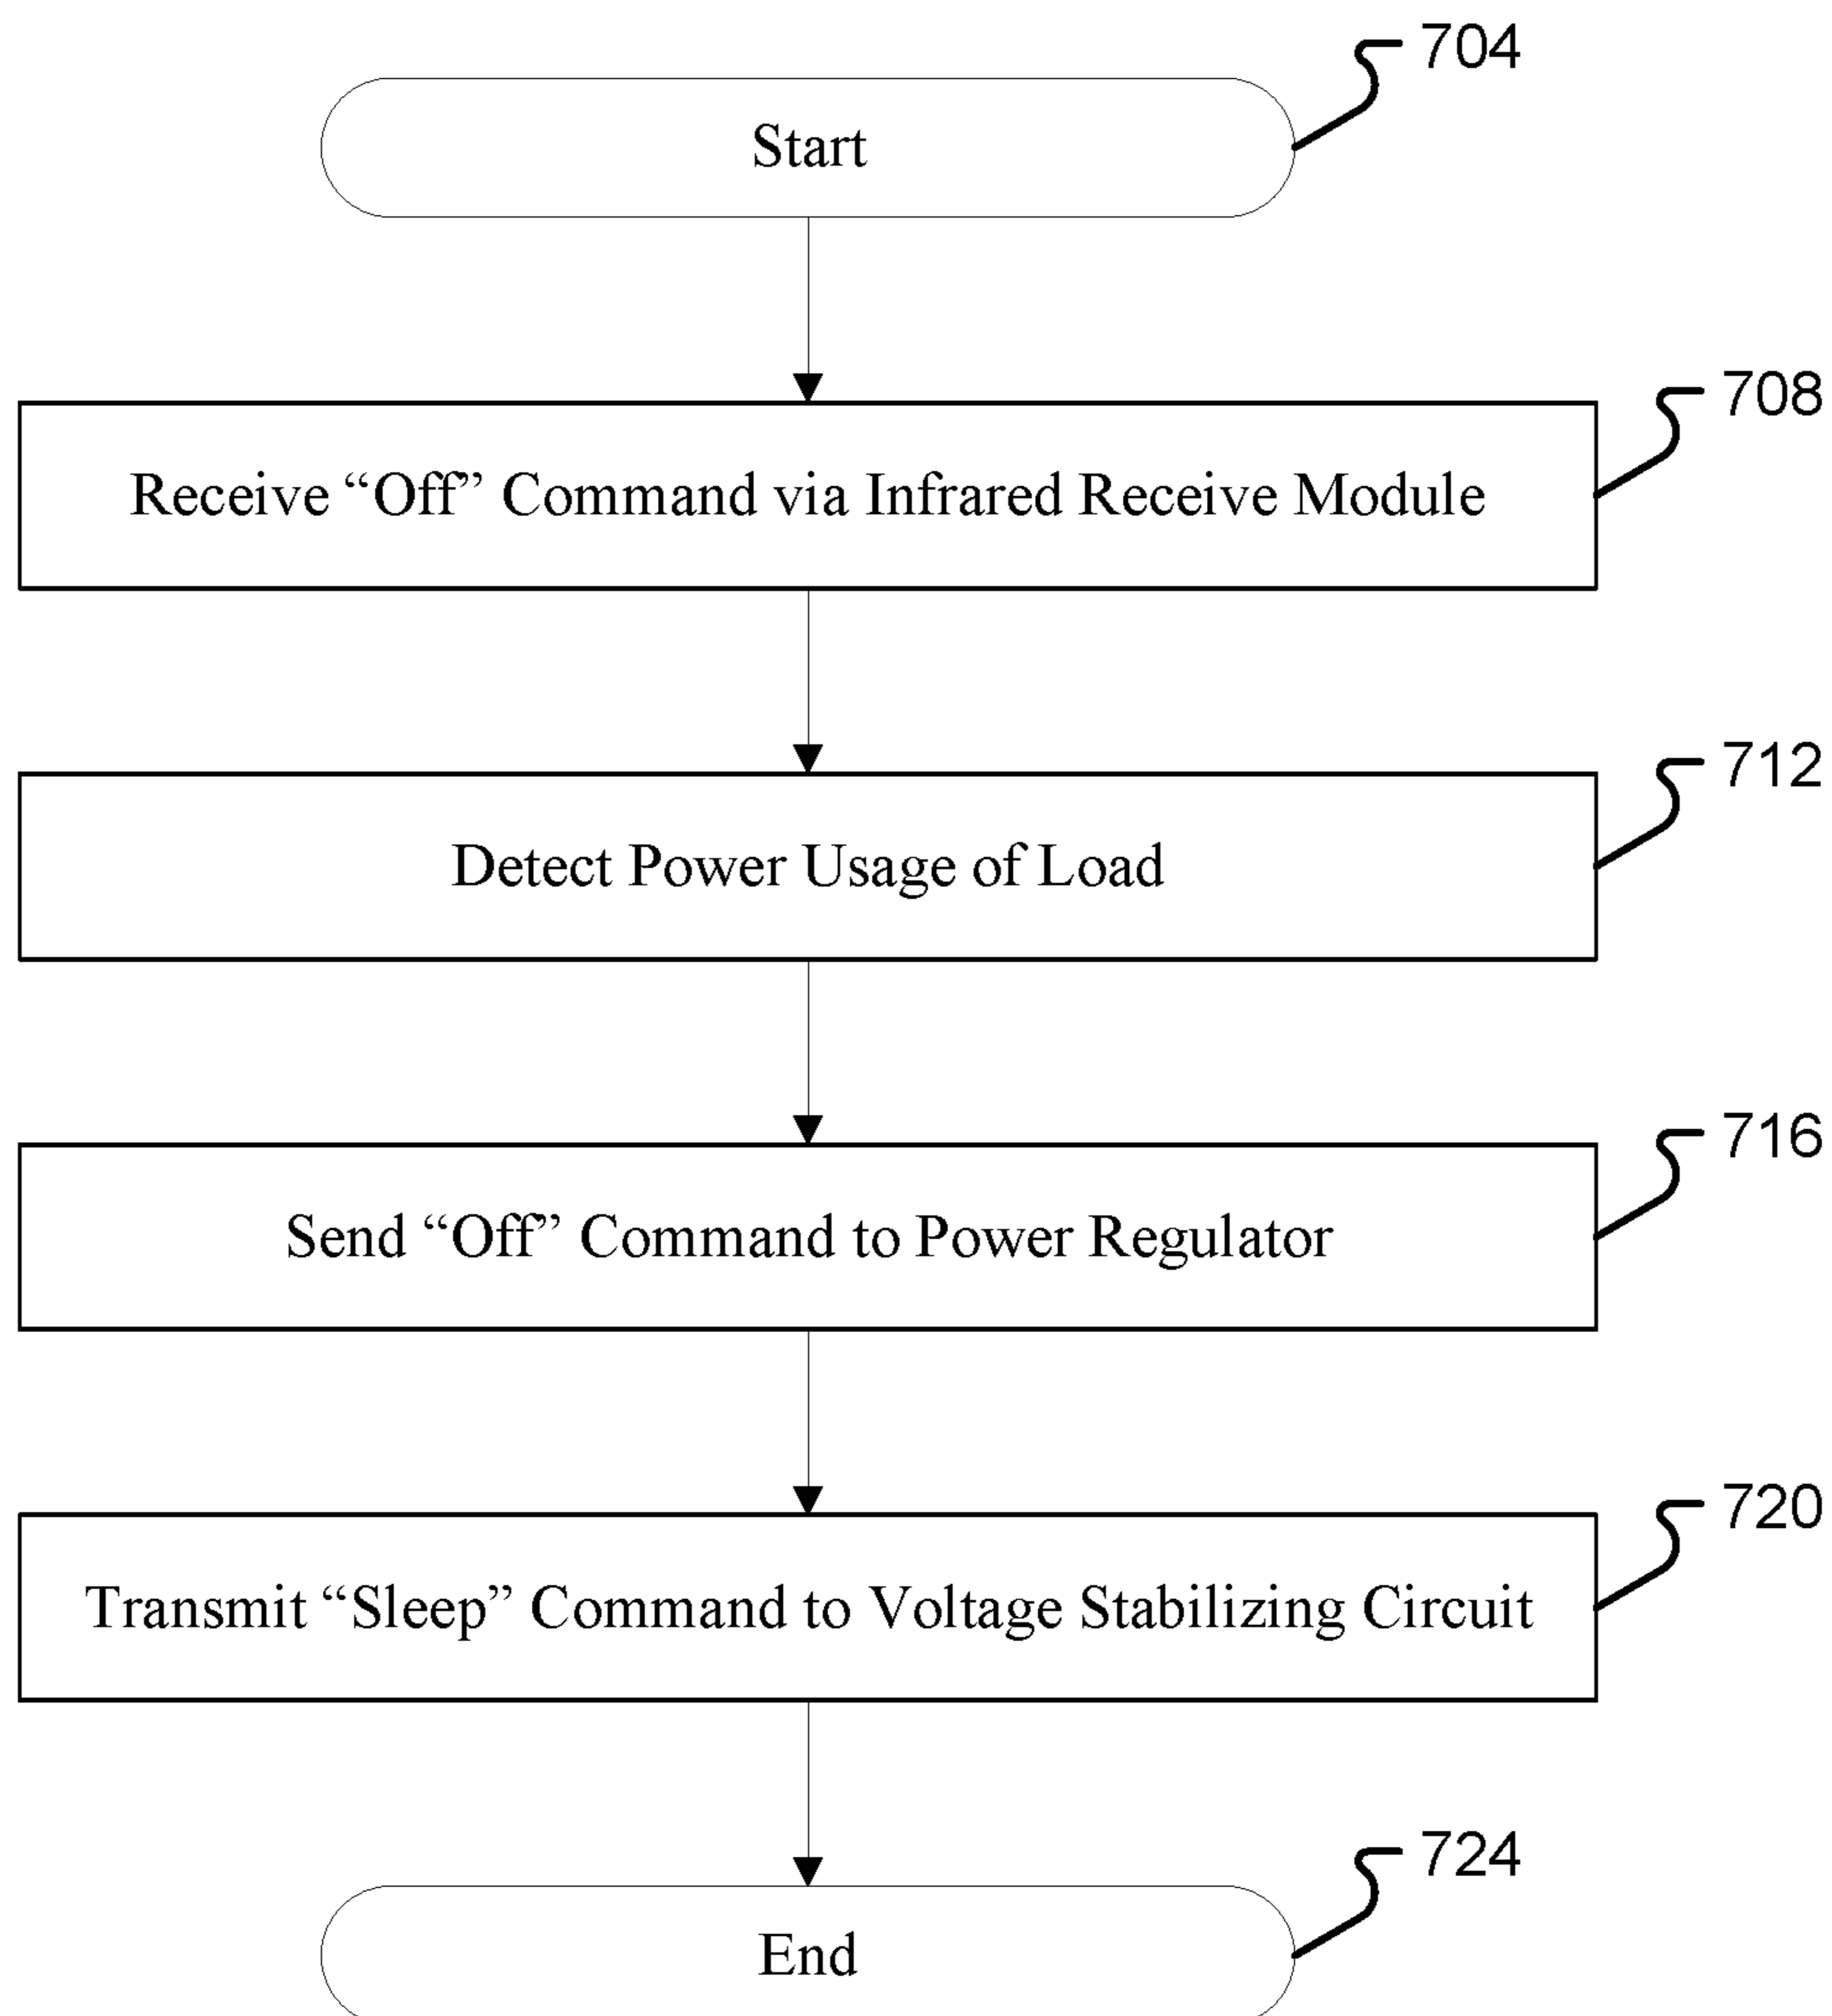 704
Start
708
Receive “Off” Command via Infrared Receive Module
712
Detect Power Usage of Load
716
Send “Off” Command to Power Regulator
720
Transmit “Sleep” Command to Voltage Stabilizing Circuit
724
End